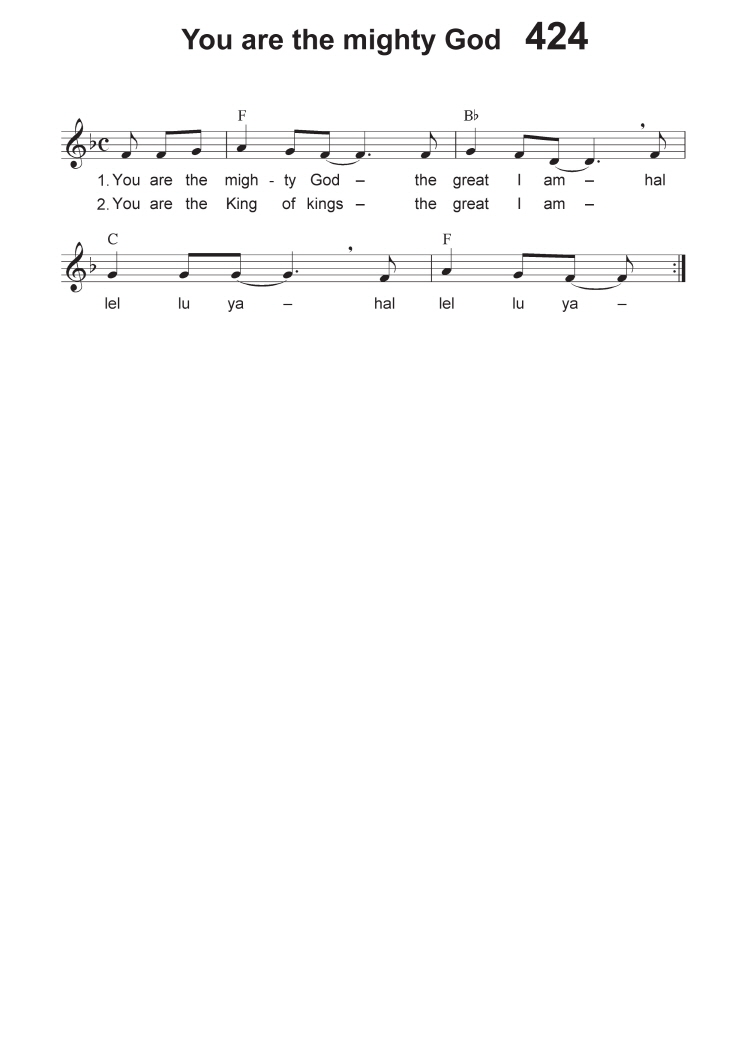 You are the mighty God 424
F B♭
1. You are the migh - ty God – the great I am – hal
2. You are the King of kings – the great I am –
C F
lel lu ya – hal lel lu ya –